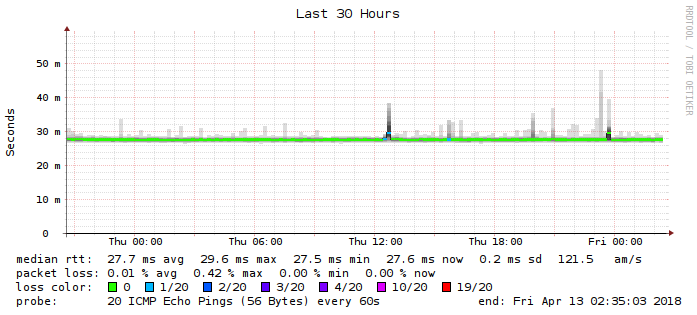 Last 30 Hours
RRDTOOL / TOBI OETIKER
Seconds
50 m
40 m
30 m
20 m
10 m
0
Thu 00:00 Thu 06:00 Thu 12:00 Thu 18:00 Fri 00:00
median rtt: 27.7 ms avg 29.6 ms max 27.5 ms min 27.6 ms now 0.2 ms sd 121.5 am/s
packet loss: 0.01 % avg 0.42 % max 0.00 % min 0.00 % now
loss color: 0 1/20 2/20 3/20 4/20 10/20 19/20
probe: 20 ICMP Echo Pings (56 Bytes) every 60s end: Fri Apr 13 02:35:03 2018